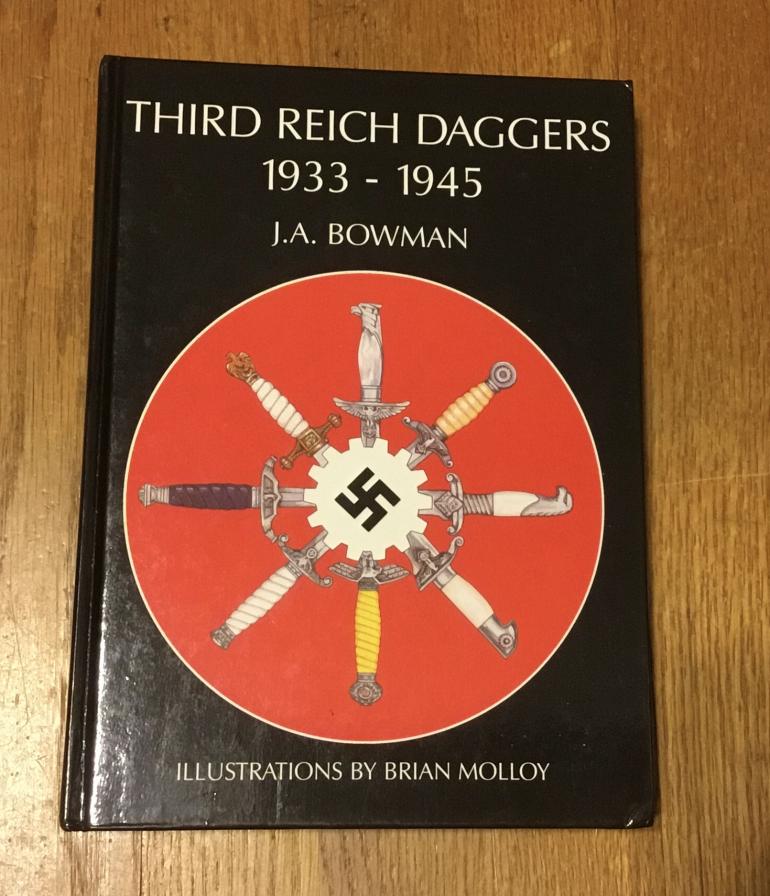 THIRD REICH DAGGERS
1933 - 1945
J.A. BOWMAN
ILLUSTRATIONS BY BRIAN MOLLOY